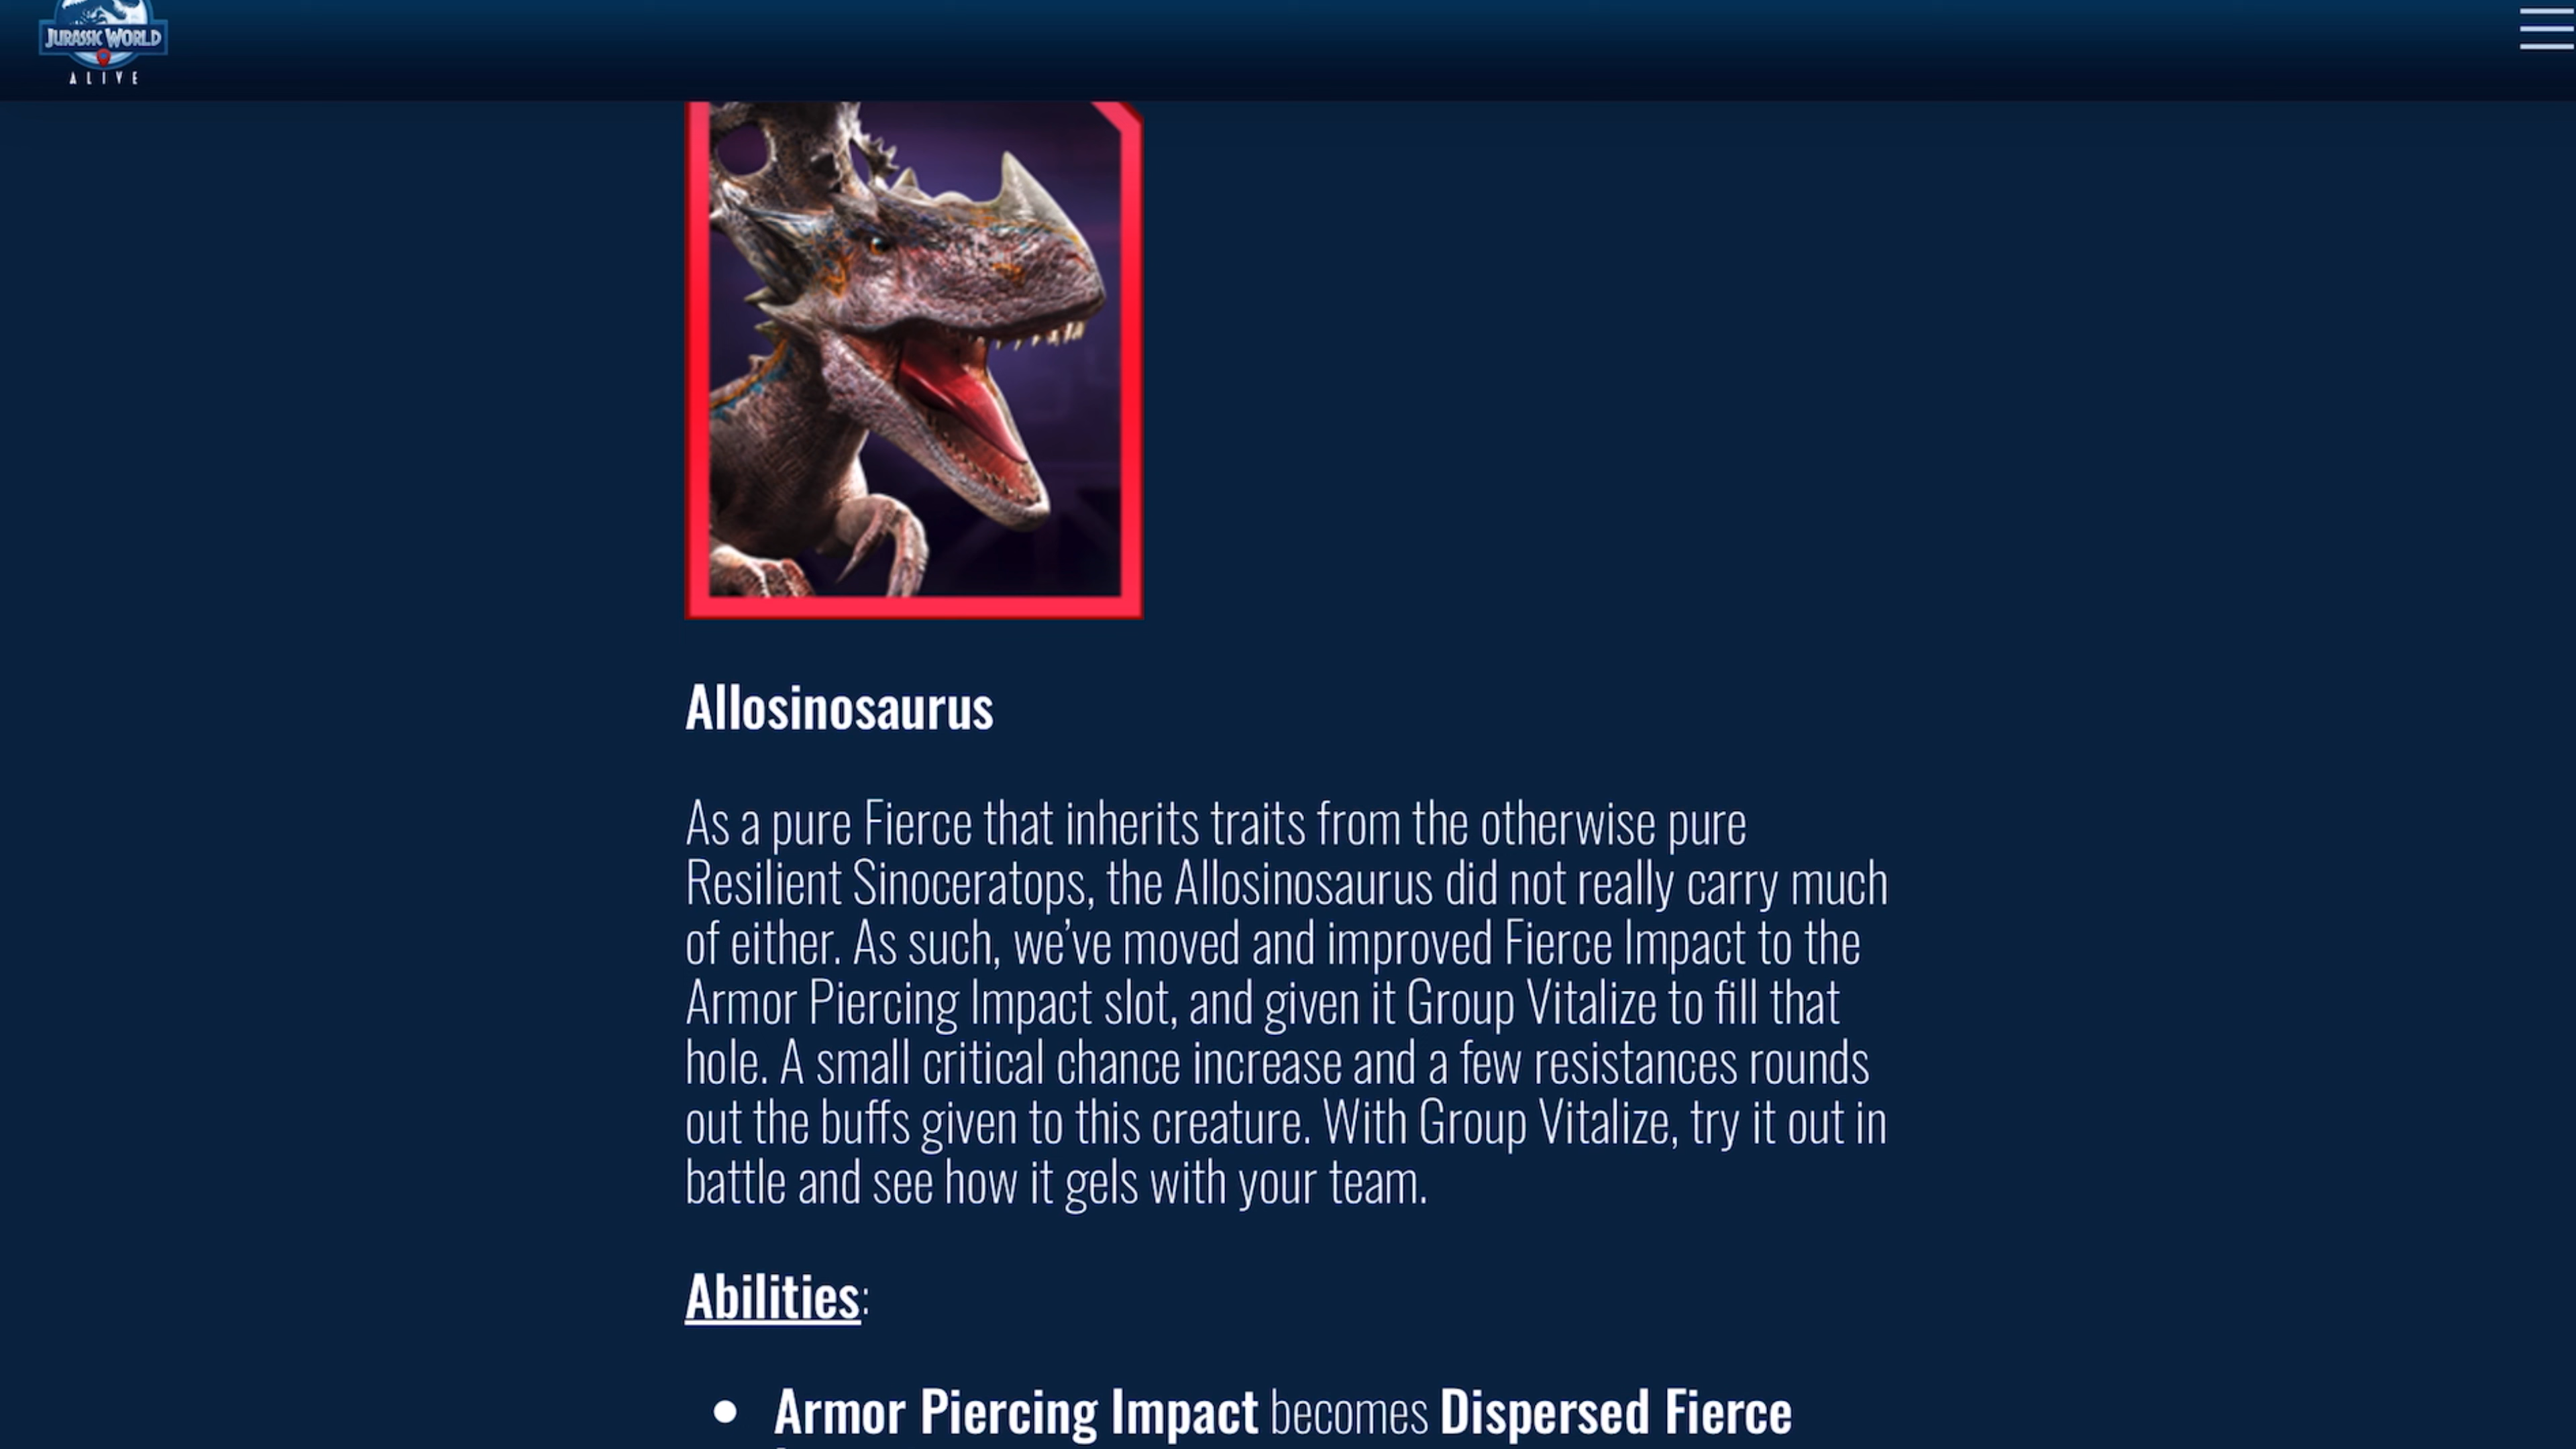 JURASSIC WORLD
ALIVE
Allosinosaurus
As a pure Fierce that inherits traits from the otherwise pure
Resilient Sinoceratops, the Allosinosaurus did not really carry much
of either. As such, we’ve moved and improved Fierce Impact to the
Armor Piercing Impact slot, and given it Group Vitalize to fill that
hole. A small critical chance increase and a few resistances rounds
out the buffs given to this creature. With Group Vitalize, try it out in
battle and see how it gels with your team.
Abilities:
• Armor Piercing Impact becomes Dispersed Fierce